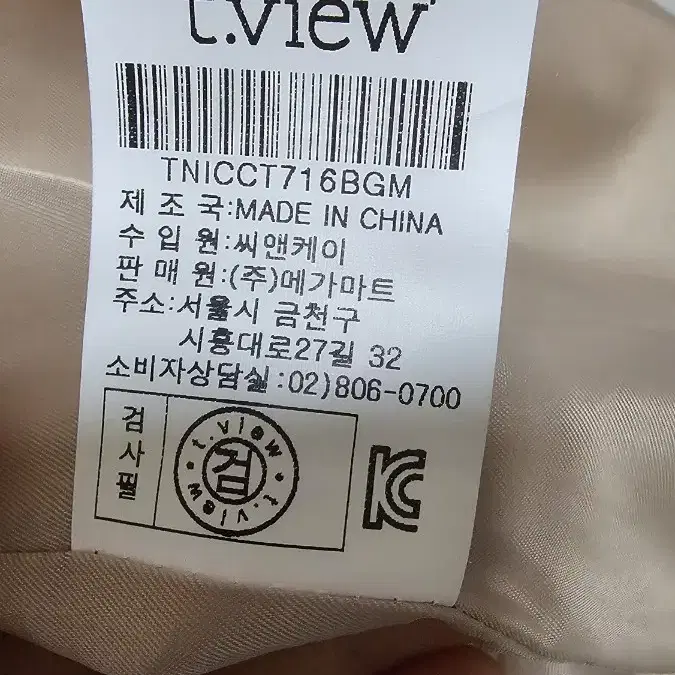 t.view
TNICCT716BGM
제 조 국:MADE IN CHINA
수 입 원:씨앤케이
판 매 원:(주)메가마트
주소:서울시 금천구
시흥대로27길 32
소비자상담실:02)806-0700
검사필
t.view
검
t.view
KC